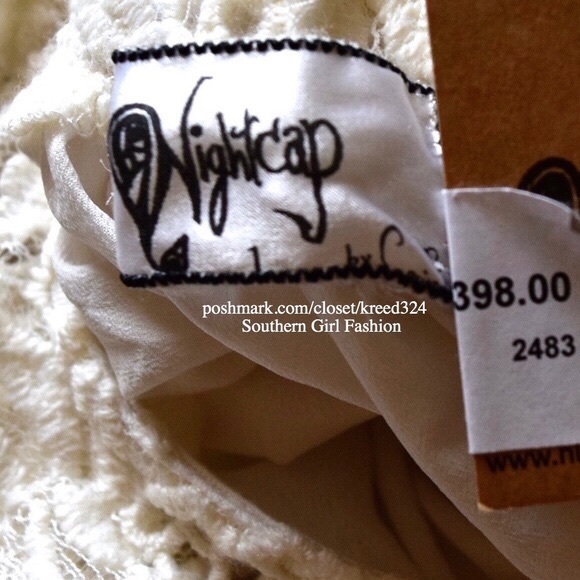 Nightcap
398.00
2483
poshmark.com/closet/kreed324
Southern Girl Fashion
www.n